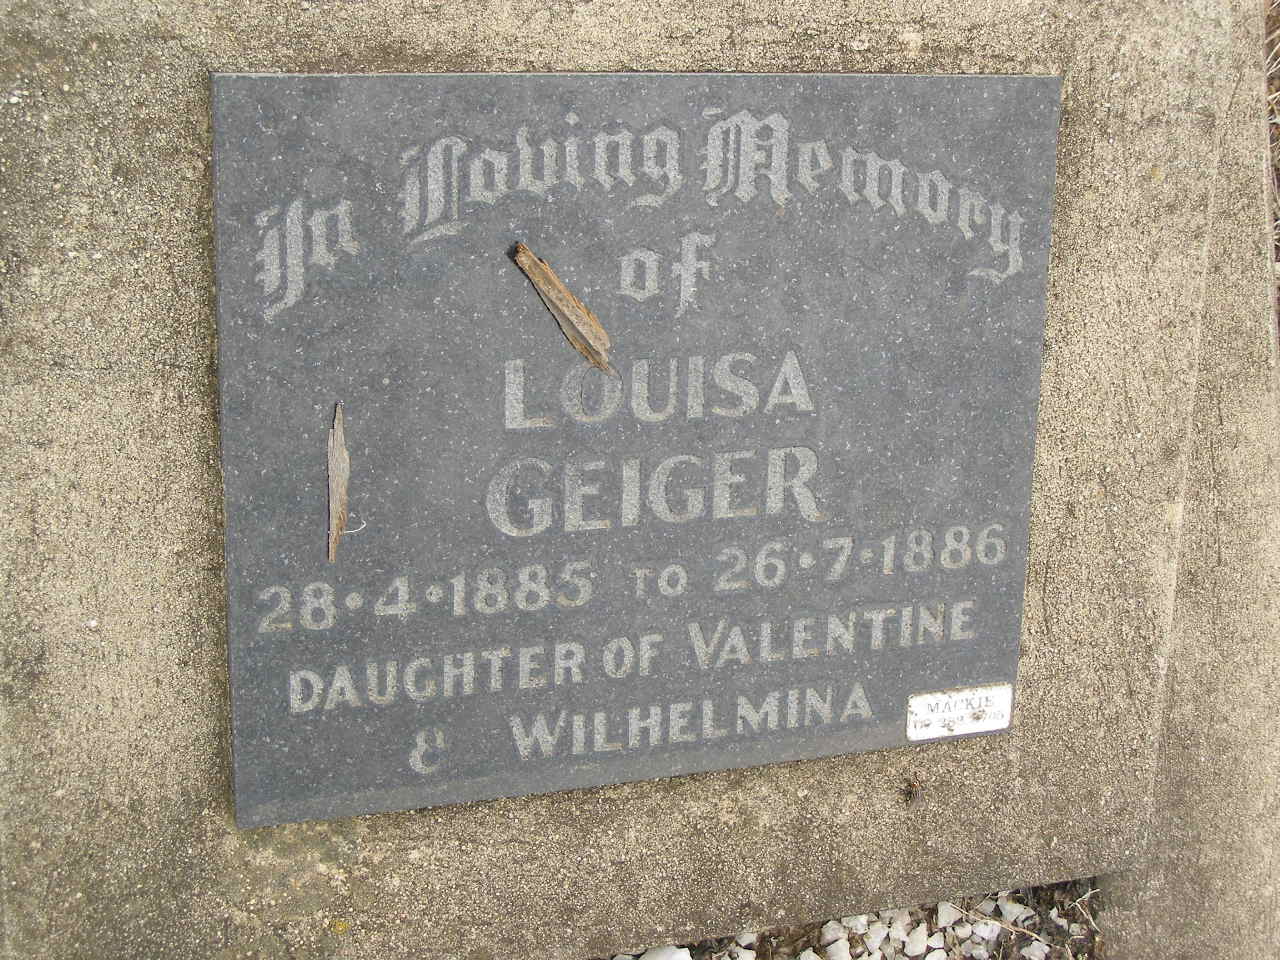 In Loving Memory
of
LOUISA
GEIGER
28·4·1885 TO 26·7·1886
DAUGHTER OF VALENTINE
& WILHELMINA
MACKIE